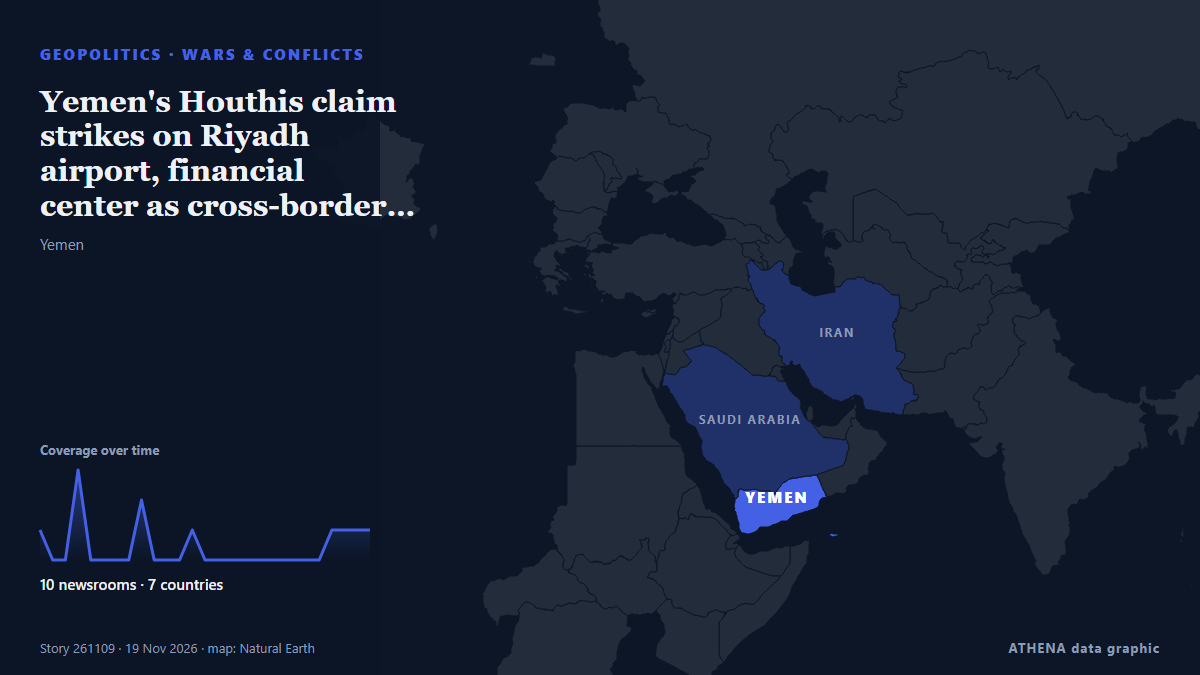 GEOPOLITICS · WARS & CONFLICTS
Yemen's Houthis claim
strikes on Riyadh
airport, financial
center as cross-border...
Yemen
IRAN
SAUDI ARABIA
YEMEN
Coverage over time
10 newsrooms · 7 countries
Story 261109 · 19 Nov 2026 · map: Natural Earth
ATHENA data graphic